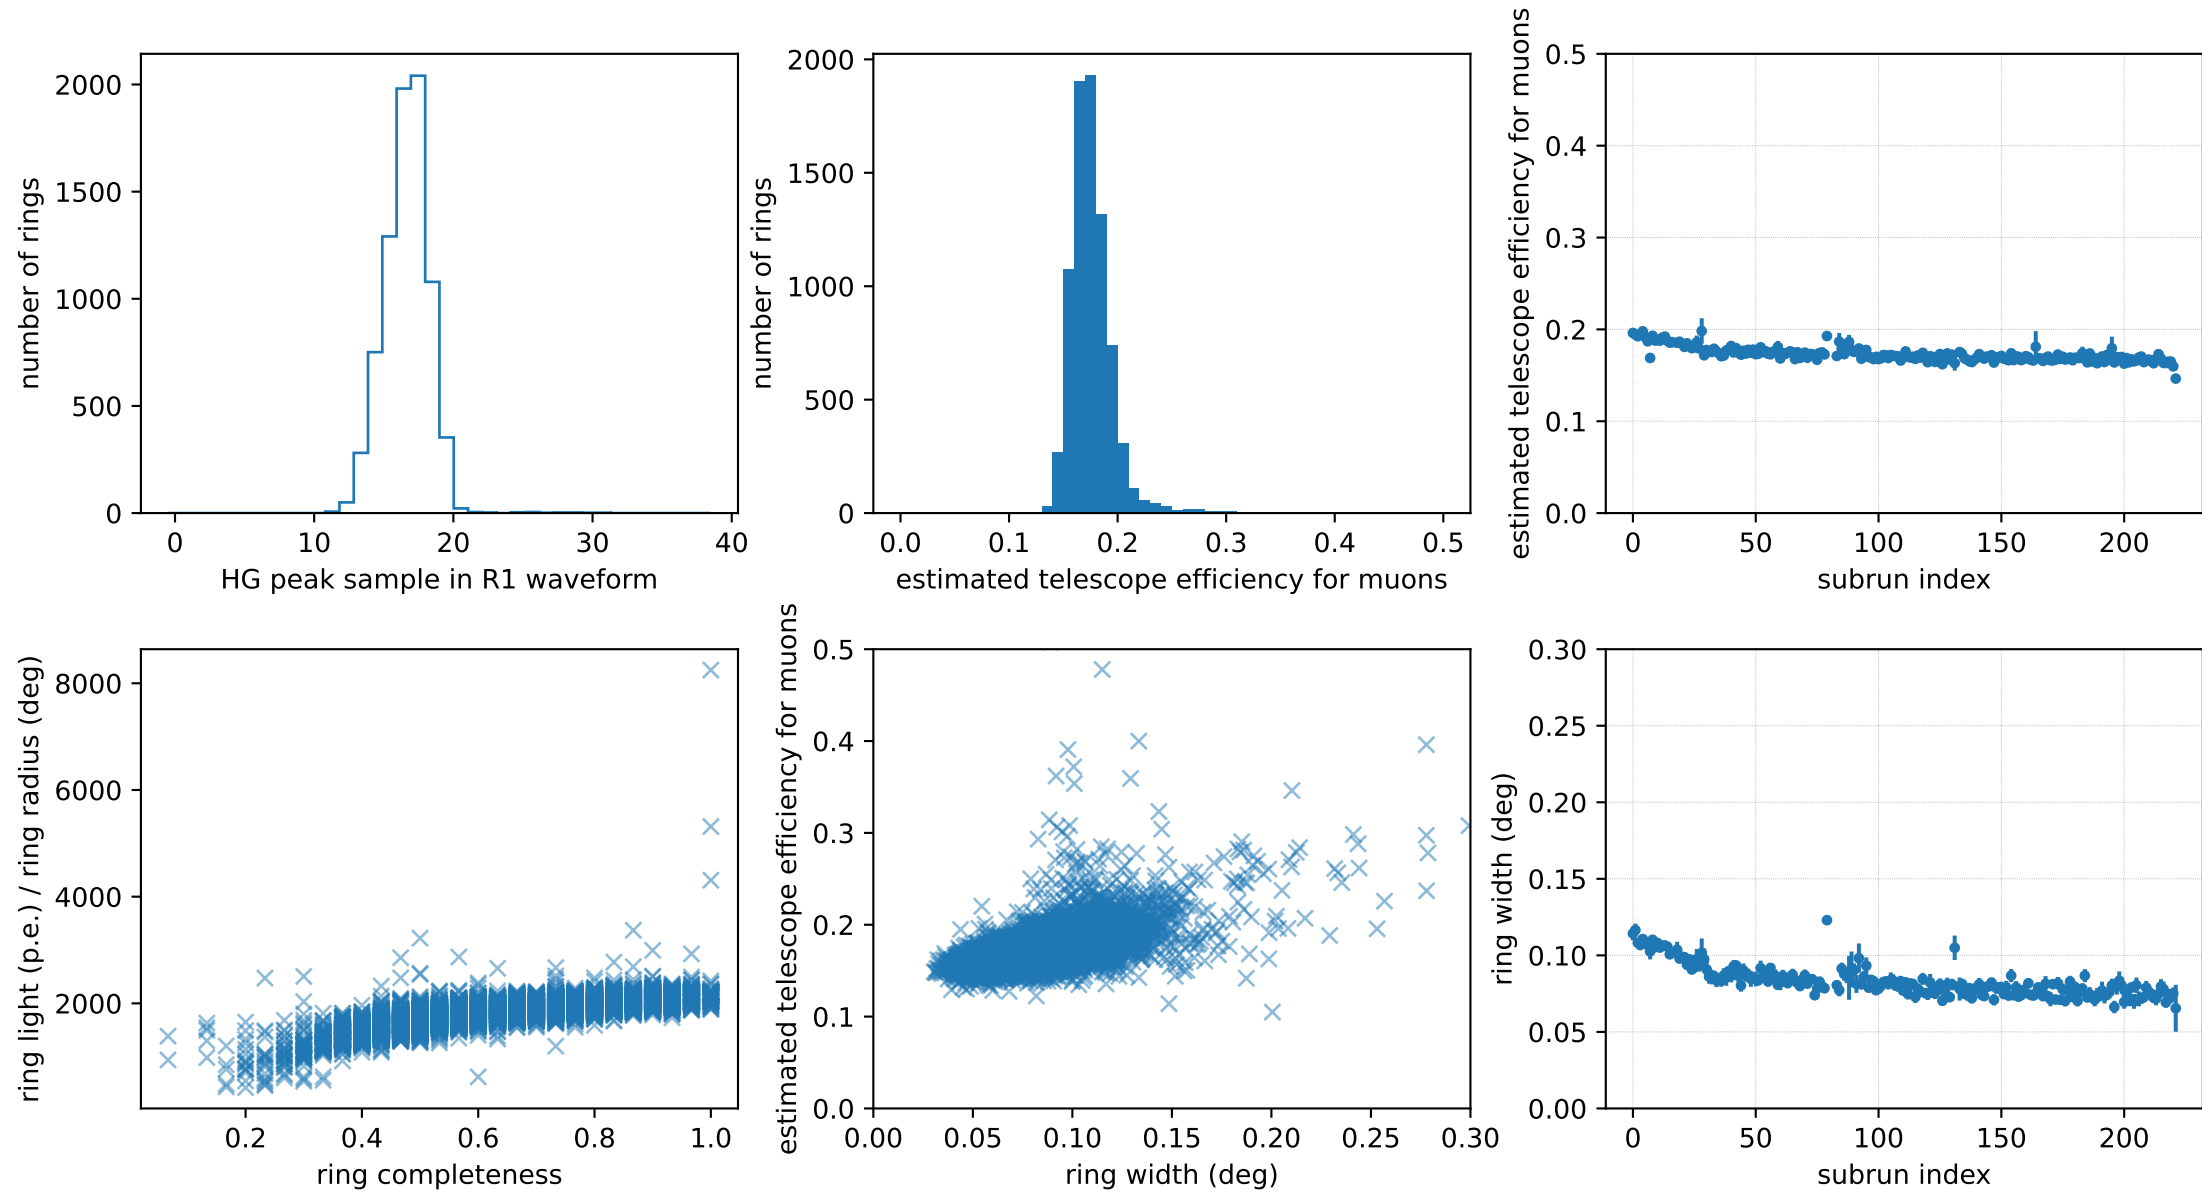 number of rings
2000
1500
1000
500
0
0 10 20 30 40
HG peak sample in R1 waveform
number of rings
2000
1500
1000
500
0
0.0 0.1 0.2 0.3 0.4 0.5
estimated telescope efficiency for muons
estimated telescope efficiency for muons
0.5
0.4
0.3
0.2
0.1
0.0
0 50 100 150 200
subrun index
ring light (p.e.) / ring radius (deg)
8000
6000
4000
2000
0.2 0.4 0.6 0.8 1.0
ring completeness
estimated telescope efficiency for muons
0.5
0.4
0.3
0.2
0.1
0.0
0.00 0.05 0.10 0.15 0.20 0.25 0.30
ring width (deg)
ring width (deg)
0.30
0.25
0.20
0.15
0.10
0.05
0.00
0 50 100 150 200
subrun index